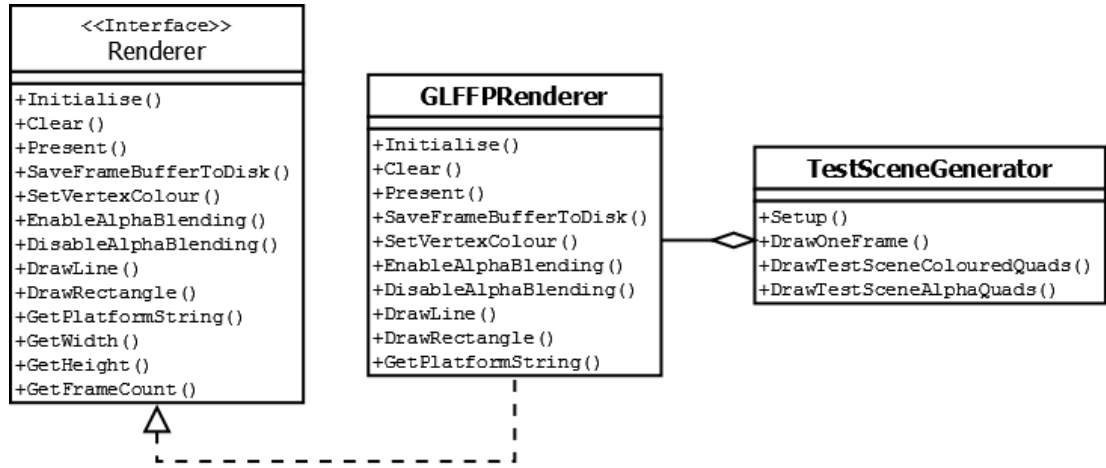 <<Interface>>
Renderer
+Initialise()
+Clear()
+Present()
+SaveFrameBufferToDisk()
+SetVertexColour()
+EnableAlphaBlending()
+DisableAlphaBlending()
+DrawLine()
+DrawRectangle()
+GetPlatformString()
+GetWidth()
+GetHeight()
+GetFrameCount()
GLFFPRenderer
+Initialise()
+Clear()
+Present()
+SaveFrameBufferToDisk()
+SetVertexColour()
+EnableAlphaBlending()
+DisableAlphaBlending()
+DrawLine()
+DrawRectangle()
+GetPlatformString()
TestSceneGenerator
+Setup()
+DrawOneFrame()
+DrawTestSceneColouredQuads()
+DrawTestSceneAlphaQuads()